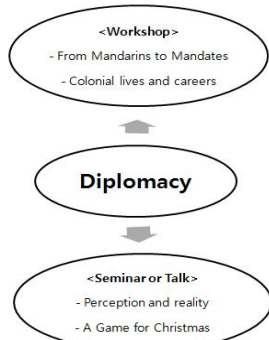 <Workshop>
- From Mandarins to Mandates
- Colonial lives and careers
Diplomacy
<Seminar or Talk>
- Perception and reality
- A Game for Christmas